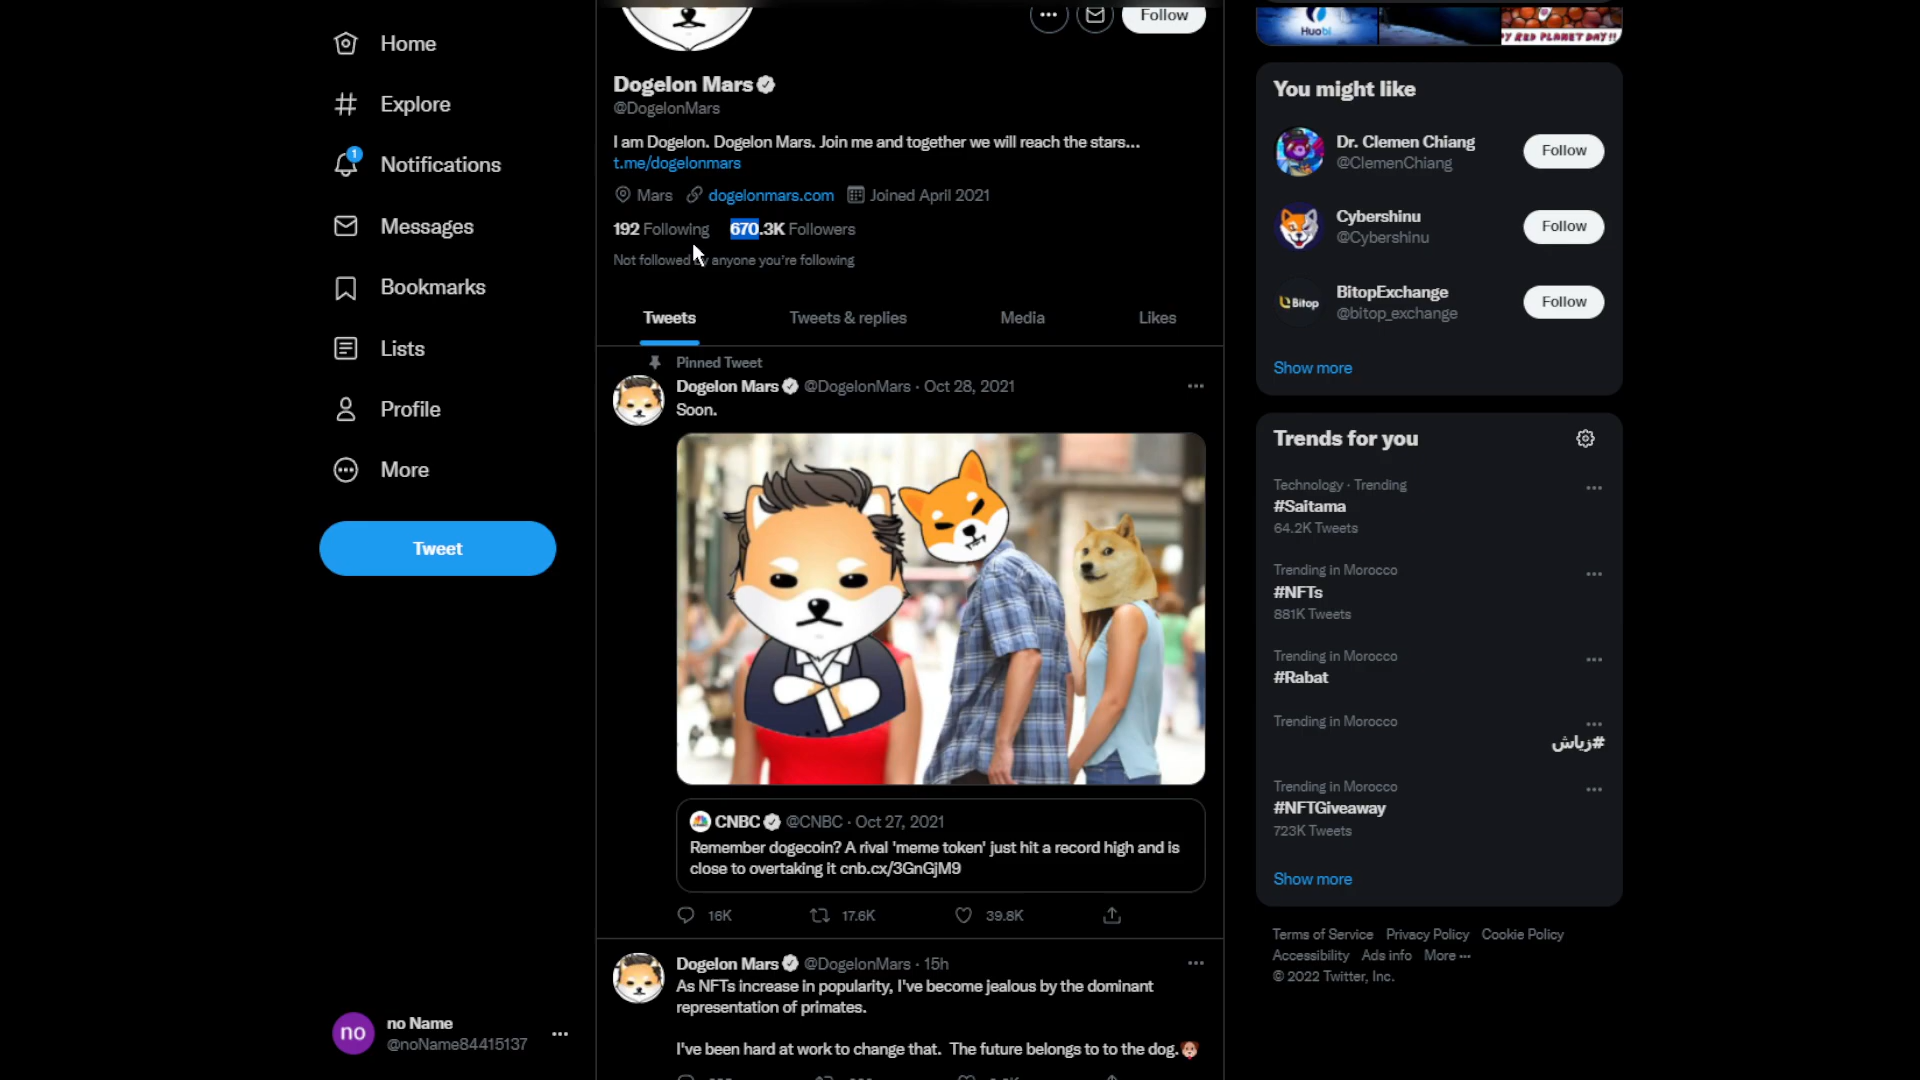 Home
Explore
1
Notifications
Messages
Bookmarks
Lists
Profile
More
Tweet
no
no Name
@noName84415137
Follow
Dogelon Mars
@DogelonMars
I am Dogelon. Dogelon Mars. Join me and together we will reach the stars...
t.me/dogelonmars
Mars dogelonmars.com Joined April 2021
192 Following 670.3K Followers
Not followed by anyone you're following
Tweets Tweets & replies Media Likes
Pinned Tweet
Dogelon Mars @DogelonMars · Oct 28, 2021
Soon.
CNBC @CNBC · Oct 27, 2021
Remember dogecoin? A rival 'meme token' just hit a record high and is
close to overtaking it cnb.cx/3GnGjM9
16K 17.6K 39.8K
Dogelon Mars @DogelonMars · 15h
As NFTs increase in popularity, I've become jealous by the dominant
representation of primates.
I've been hard at work to change that. The future belongs to to the dog.
Huobi
Y RED PLANET DAY!!
You might like
Dr. Clemen Chiang
@ClemenChiang
Follow
Cybershinu
@Cybershinu
Follow
Bitop
BitopExchange
@bitop_exchange
Follow
Show more
Trends for you
Technology · Trending
#Saitama
64.2K Tweets
Trending in Morocco
#NFTs
881K Tweets
Trending in Morocco
#Rabat
Trending in Morocco
#زياش
Trending in Morocco
#NFTGiveaway
723K Tweets
Show more
Terms of Service Privacy Policy Cookie Policy
Accessibility Ads info More ···
© 2022 Twitter, Inc.